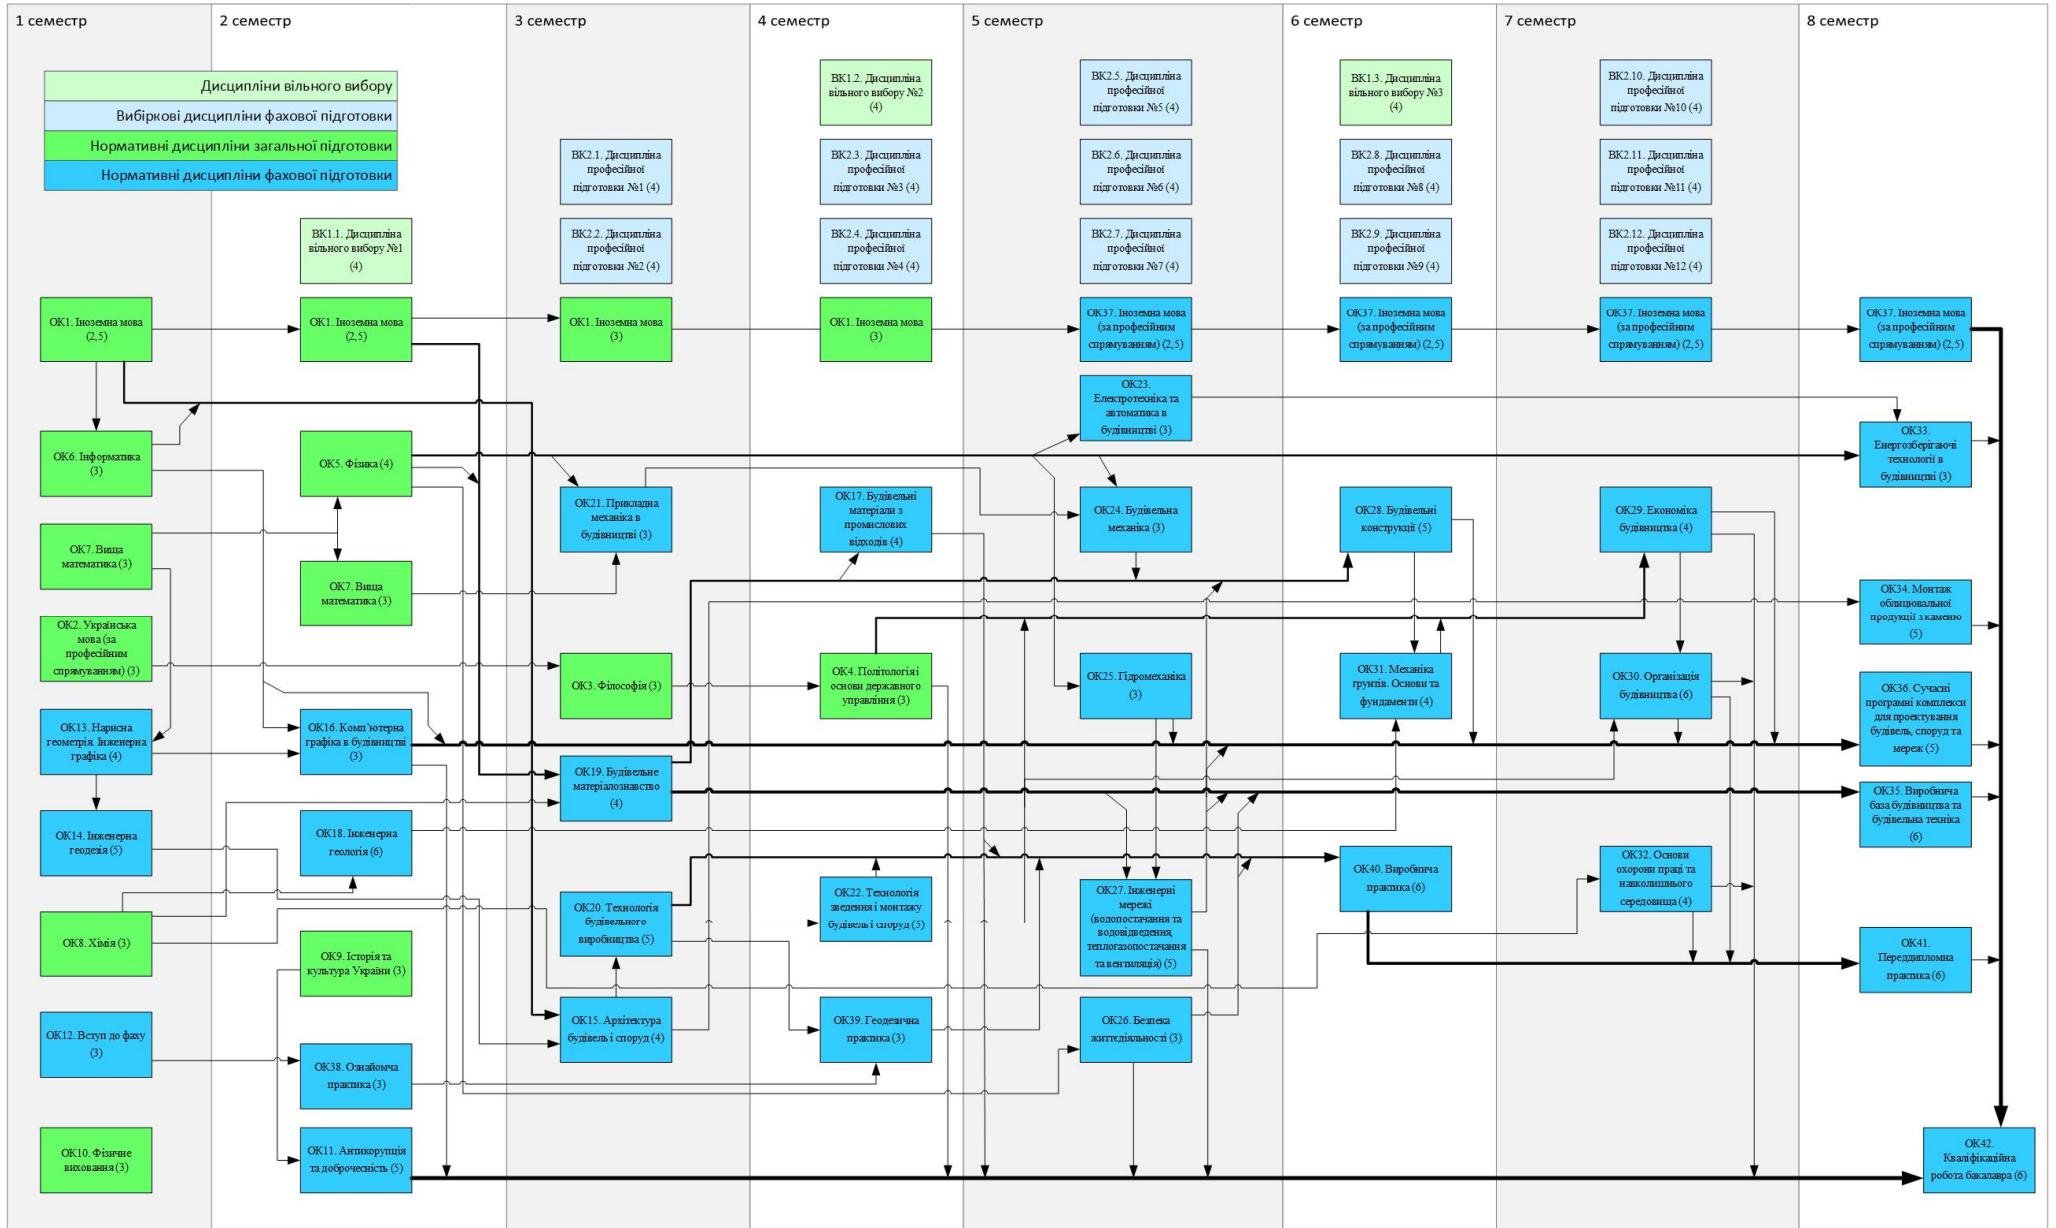 1 семестр
2 семестр
3 семестр
4 семестр
5 семестр
6 семестр
7 семестр
8 семестр
Дисципліни вільного вибору
Вибіркові дисципліни фахової підготовки
Нормативні дисципліни загальної підготовки
Нормативні дисципліни фахової підготовки
ОК1. Іноземна мова
(2,5)
ОК6. Інформатика
(3)
ОК7. Вища
математика (3)
ОК2. Українська
мова (за
професійним
спрямуванням) (3)
ОК13. Нарисна
геометрія. Інженерна
графіка (4)
ОК14. Інженерна
геодезія (5)
ОК8. Хімія (3)
ОК12. Вступ до фаху
(3)
ОК10. Фізичне
виховання (3)
ВК1.1. Дисципліна
вільного вибору №1
(4)
ОК1. Іноземна мова
(2,5)
ОК5. Фізика (4)
ОК7. Вища
математика (3)
ОК16. Комп’ютерна
графіка в будівництві
(3)
ОК18. Інженерна
геологія (6)
ОК9. Історія та
культура України (3)
ОК38. Ознайомча
практика (3)
ОК11. Антикорупція
та доброчесність (5)
ВК2.1. Дисципліна
професійної
підготовки №1 (4)
ВК2.2. Дисципліна
професійної
підготовки №2 (4)
ОК1. Іноземна мова
(3)
ОК21. Прикладна
механіка в
будівництві (3)
ОК3. Філософія (3)
ОК19. Будівельне
матеріалознавство
(4)
ОК20. Технологія
будівельного
виробництва (5)
ОК15. Архітектура
будівель і споруд (4)
ВК1.2. Дисципліна
вільного вибору №2
(4)
ВК2.3. Дисципліна
професійної
підготовки №3 (4)
ВК2.4. Дисципліна
професійної
підготовки №4 (4)
ОК1. Іноземна мова
(3)
ОК17. Будівельні
матеріали з
промислових
відходів (4)
ОК4. Політологія і
основи державного
управління (3)
ОК22. Технологія
зведення і монтажу
будівель і споруд (5)
ОК39. Геодезична
практика (3)
ВК2.5. Дисципліна
професійної
підготовки №5 (4)
ВК2.6. Дисципліна
професійної
підготовки №6 (4)
ВК2.7. Дисципліна
професійної
підготовки №7 (4)
ОК37. Іноземна мова
(за професійним
спрямуванням) (2,5)
ОК23.
Електротехніка та
автоматика в
будівництві (3)
ОК24. Будівельна
механіка (3)
ОК25. Гідромеханіка
(3)
ОК27. Інженерні
мережі
(водопостачання та
водовідведення,
теплогазопостачання
та вентиляція) (5)
ОК26. Безпека
життєдіяльності (3)
ВК1.3. Дисципліна
вільного вибору №3
(4)
ВК2.8. Дисципліна
професійної
підготовки №8 (4)
ВК2.9. Дисципліна
професійної
підготовки №9 (4)
ОК37. Іноземна мова
(за професійним
спрямуванням) (2,5)
ОК28. Будівельні
конструкції (5)
ОК31. Механіка
грунтів. Основи та
фундаменти (4)
ОК40. Виробнича
практика (6)
ВК2.10. Дисципліна
професійної
підготовки №10 (4)
ВК2.11. Дисципліна
професійної
підготовки №11 (4)
ВК2.12. Дисципліна
професійної
підготовки №12 (4)
ОК37. Іноземна мова
(за професійним
спрямуванням) (2,5)
ОК29. Економіка
будівництва (4)
ОК30. Організація
будівництва (6)
ОК32. Основи
охорони праці та
навколишнього
середовища (4)
ОК37. Іноземна мова
(за професійним
спрямуванням) (2,5)
ОК33.
Енергозберігаючі
технології в
будівництві (3)
ОК34. Монтаж
облицювальної
продукції з каменю
(5)
ОК36. Сучасні
програмні комплекси
для проектування
будівель, споруд та
мереж (5)
ОК35. Виробнича
база будівництва та
будівельна техніка
(6)
ОК41.
Переддипломна
практика (6)
ОК42.
Кваліфікаційна
робота бакалавра (6)